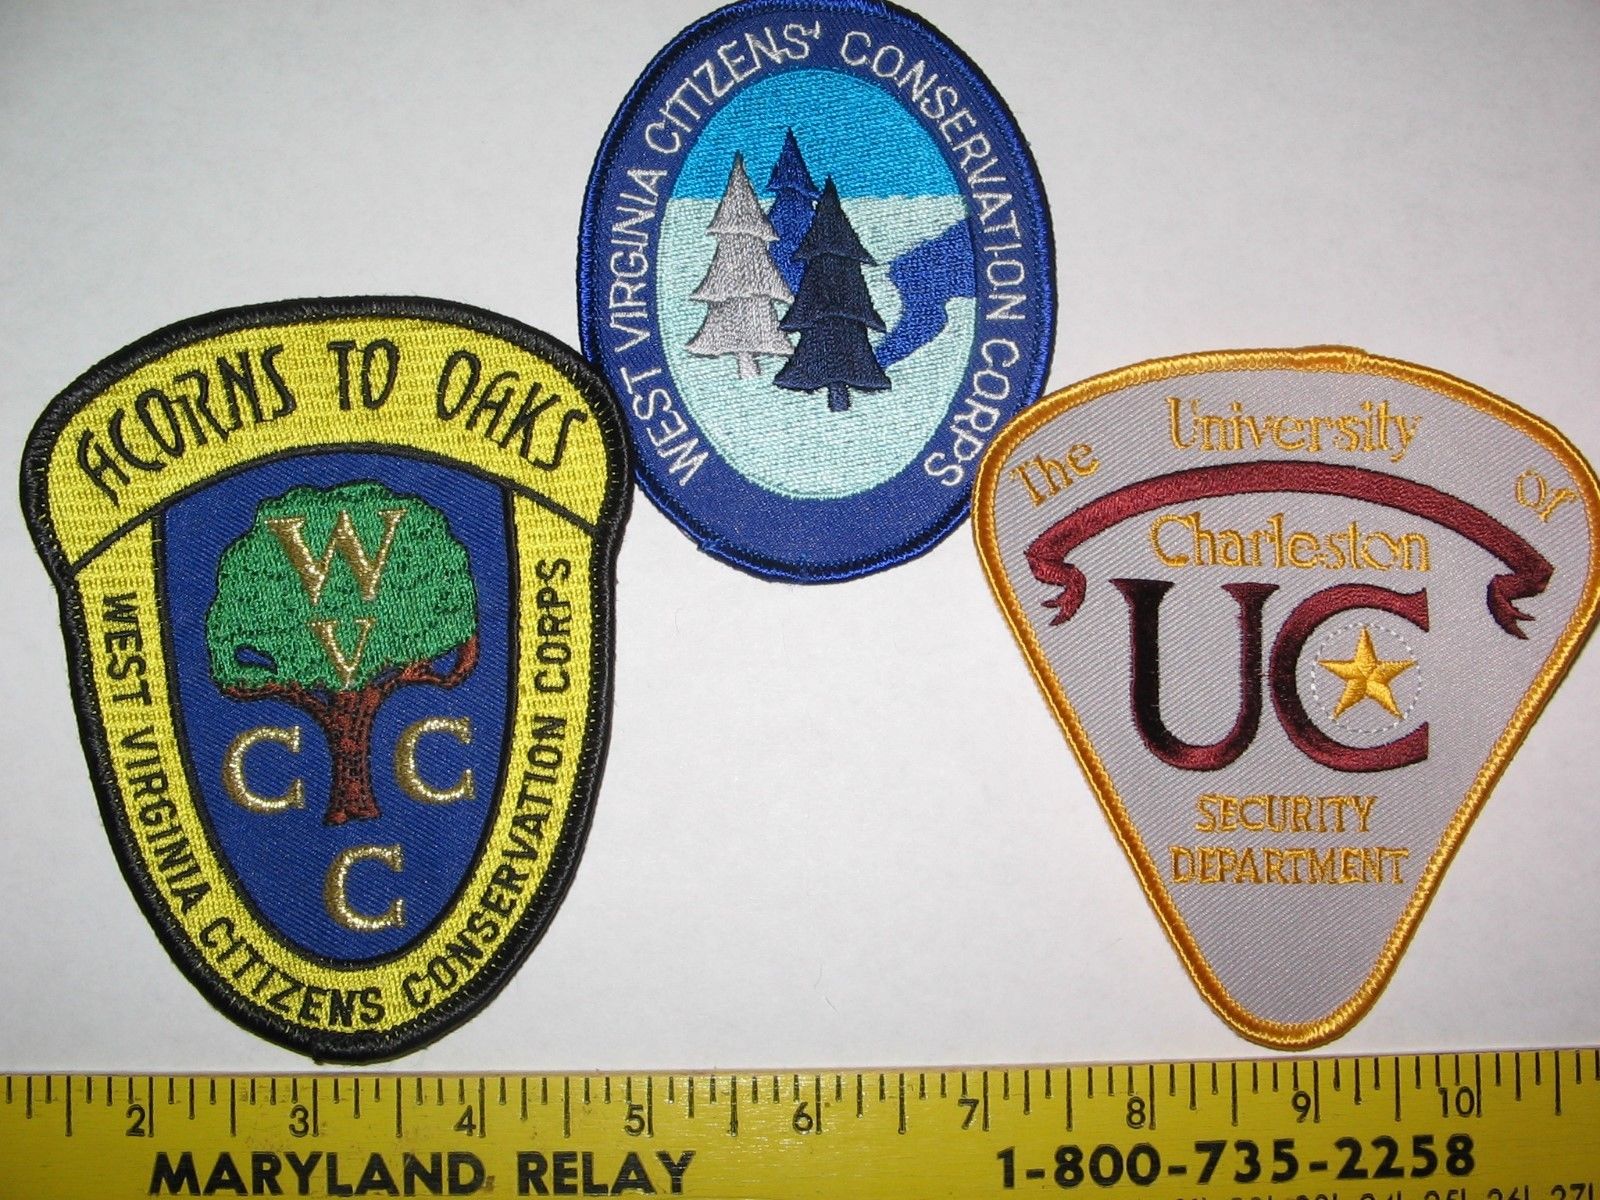 WEST VIRGINIA CITIZENS' CONSERVATION CORPS
ACORNS TO OAKS
W
V
C C
C
WEST VIRGINIA CITIZENS CONSERVATION CORPS
The University Of
Charleston
UC
SECURITY
DEPARTMENT
2 3 4 5 6 7 8 9 10
MARYLAND RELAY 1-800-735-2258